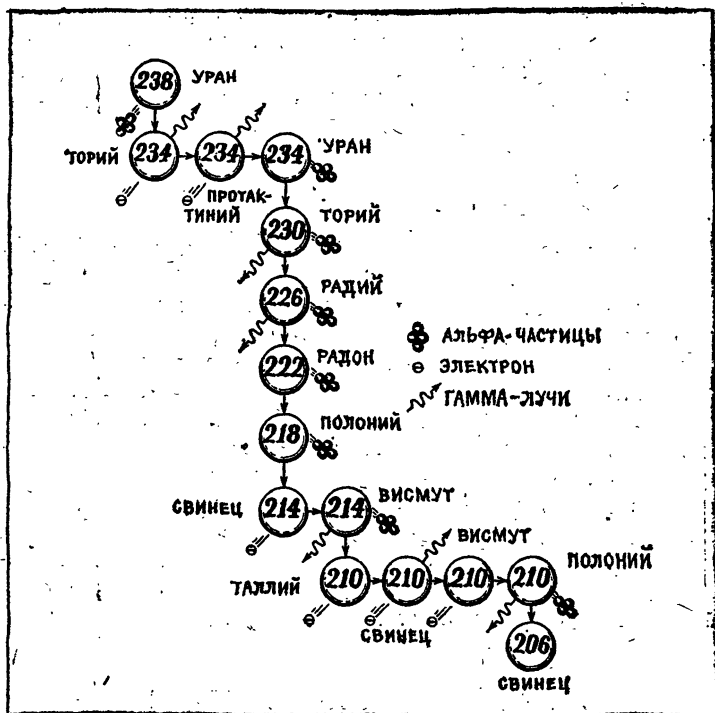 238 УРАН
ТОРИЙ 234 234 234 УРАН
ПРОТАК-
ТИНИЙ
230 ТОРИЙ
226 РАДИЙ
222 РАДОН
218 ПОЛОНИЙ
АЛЬФА-ЧАСТИЦЫ
⊖ ЭЛЕКТРОН
ГАММА-ЛУЧИ
СВИНЕЦ 214 214 ВИСМУТ
ТАЛЛИЙ 210 210 210 210 ПОЛОНИЙ
ВИСМУТ
СВИНЕЦ
206
СВИНЕЦ